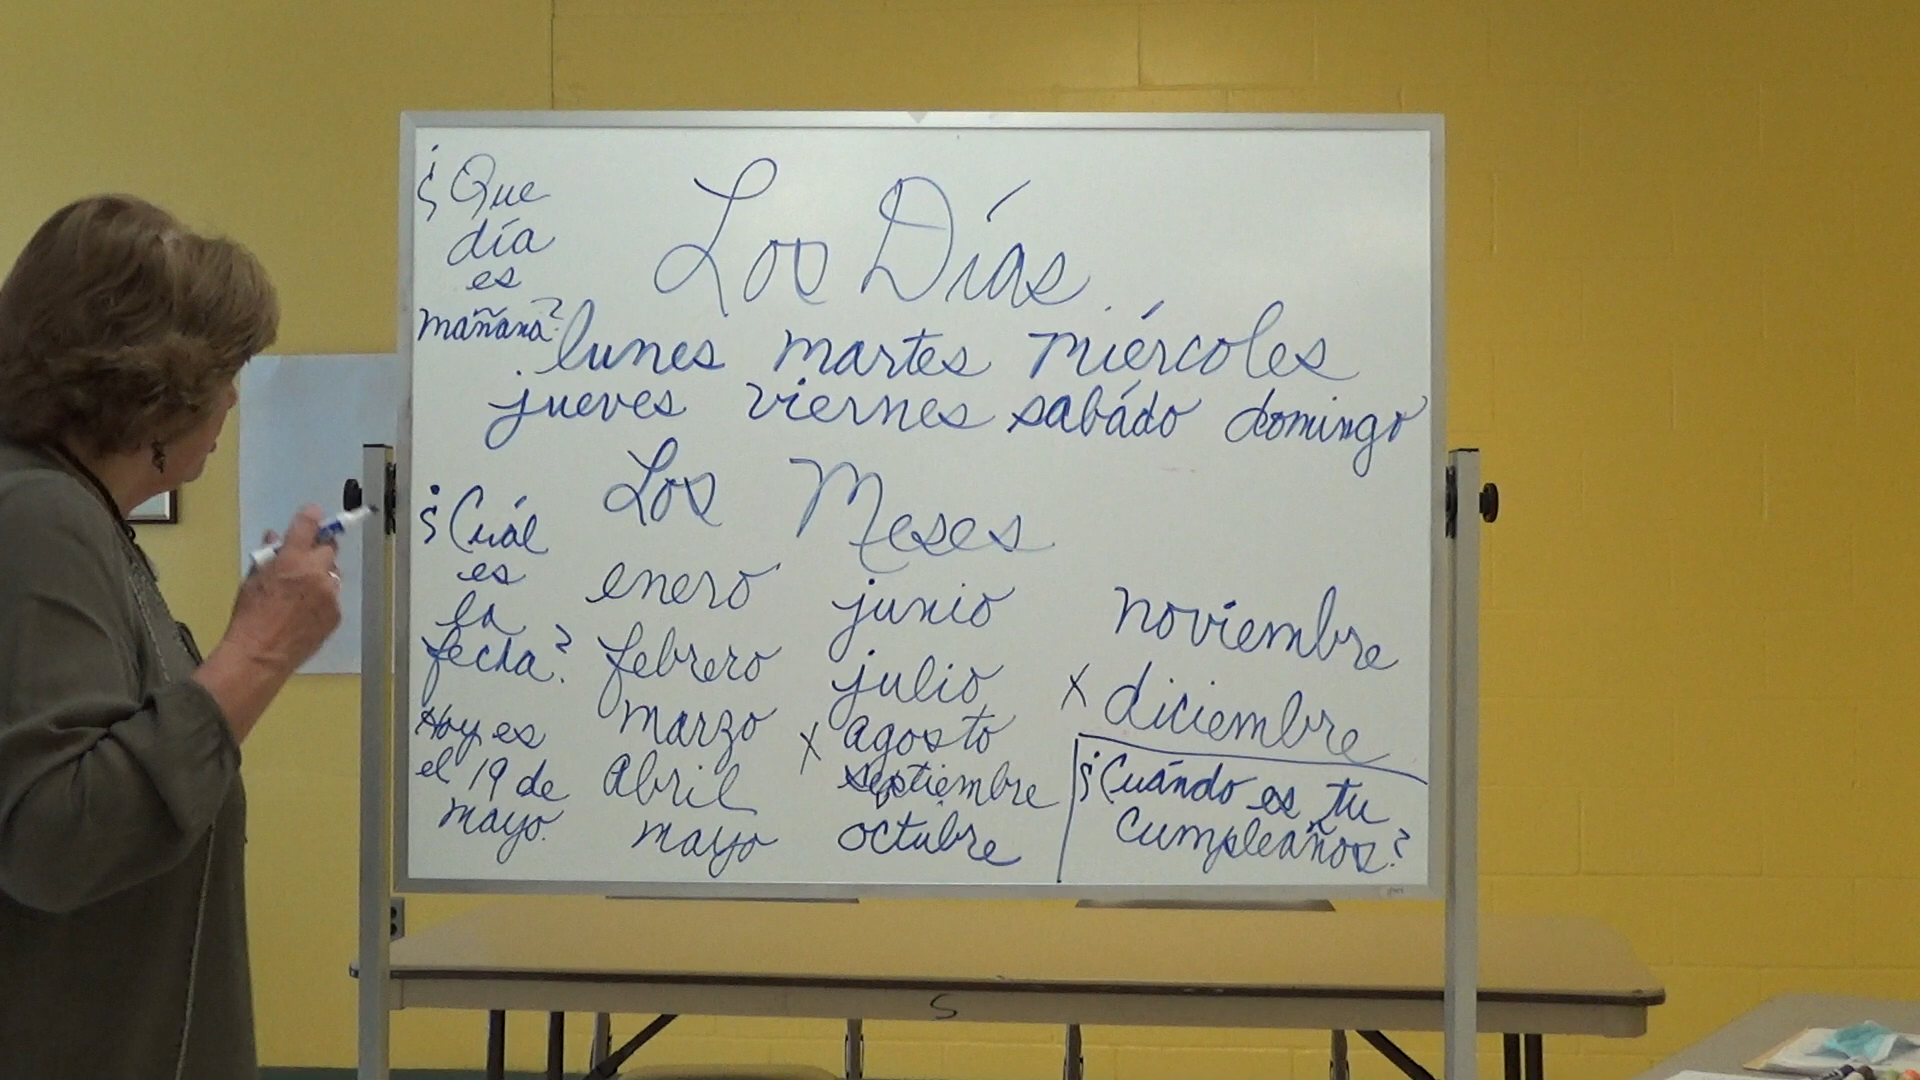 ¿Que
día
es
mañana?
Los Días
lunes martes miércoles
jueves viernes sabádo domingo
Los Meses
¿Cuál
es
la
fecha?
Hoy es
el 19 de
mayo.
enero
febrero
marzo
Abril
mayo
junio
julio
x agosto
septiembre
octubre
noviembre
x diciembre
¿Cuándo es tu
cumpleaños?
S